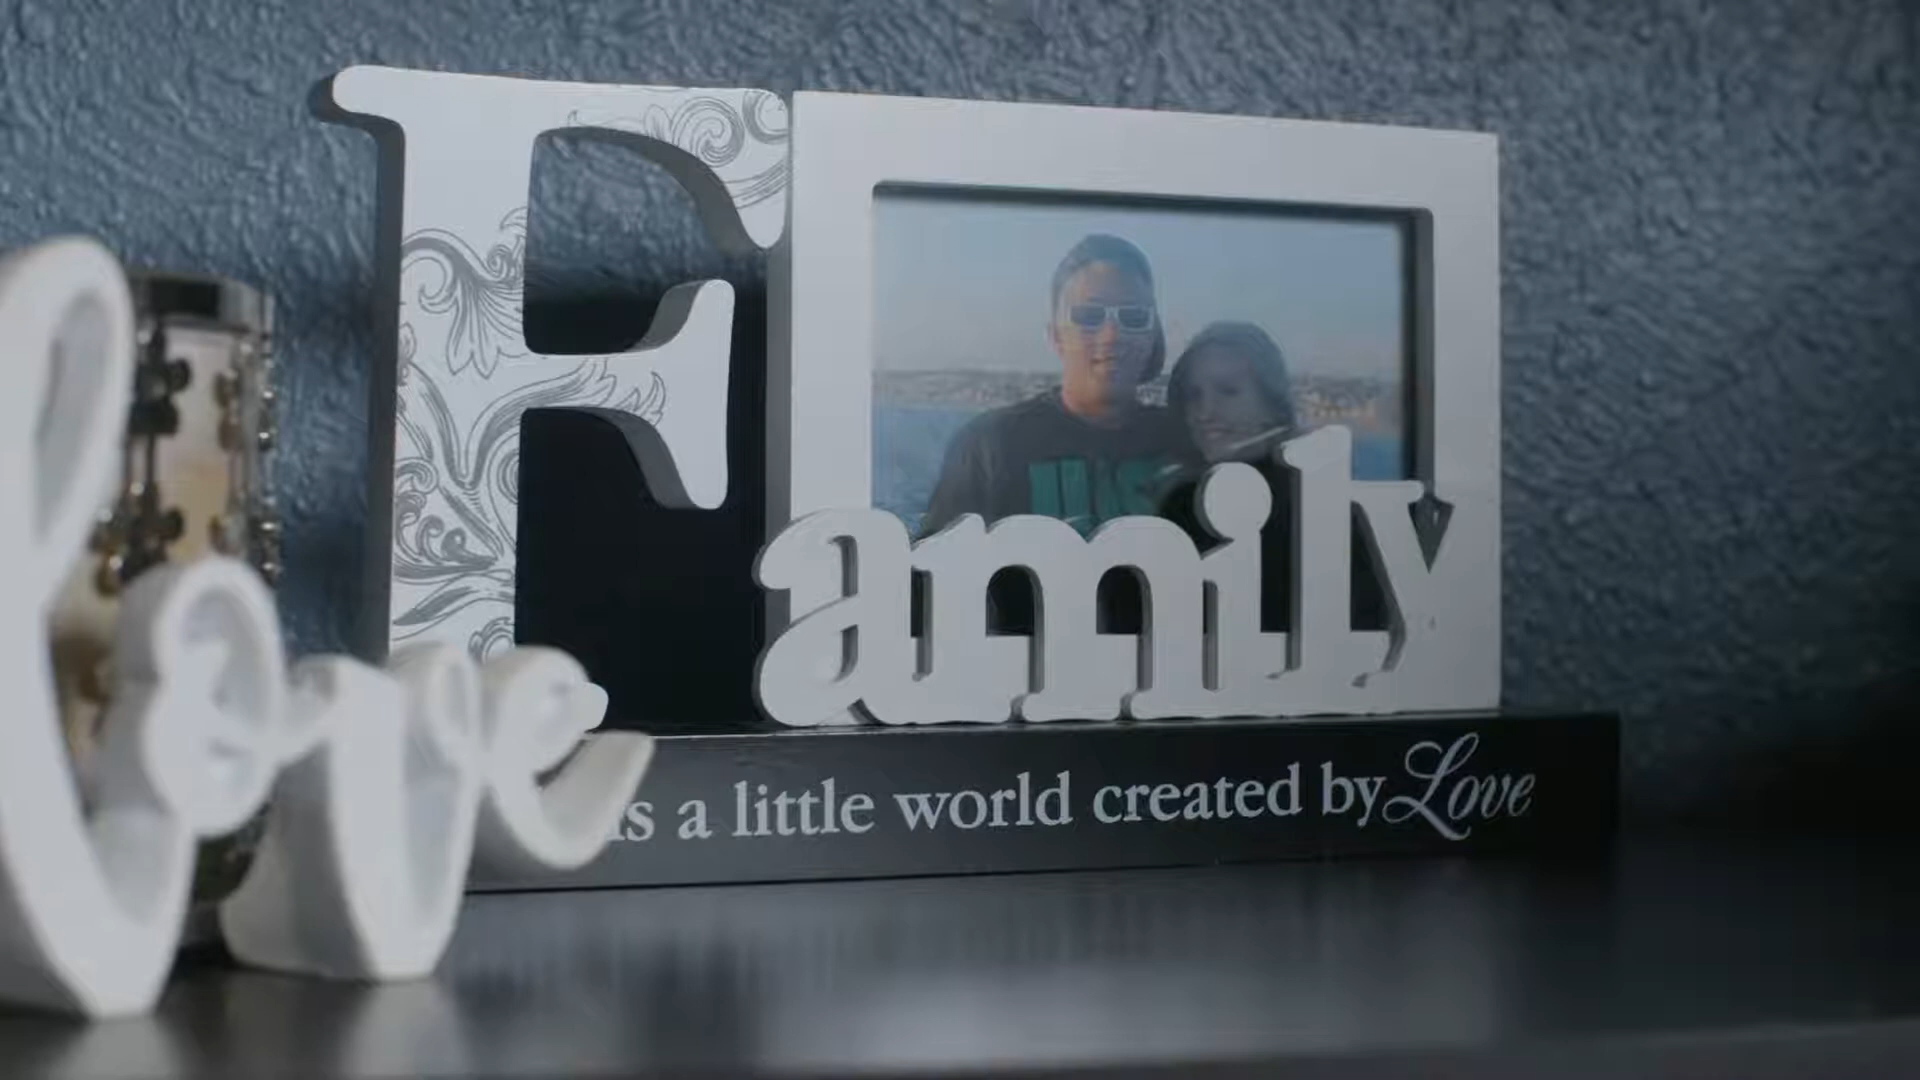 Family
is a little world created by Love
love